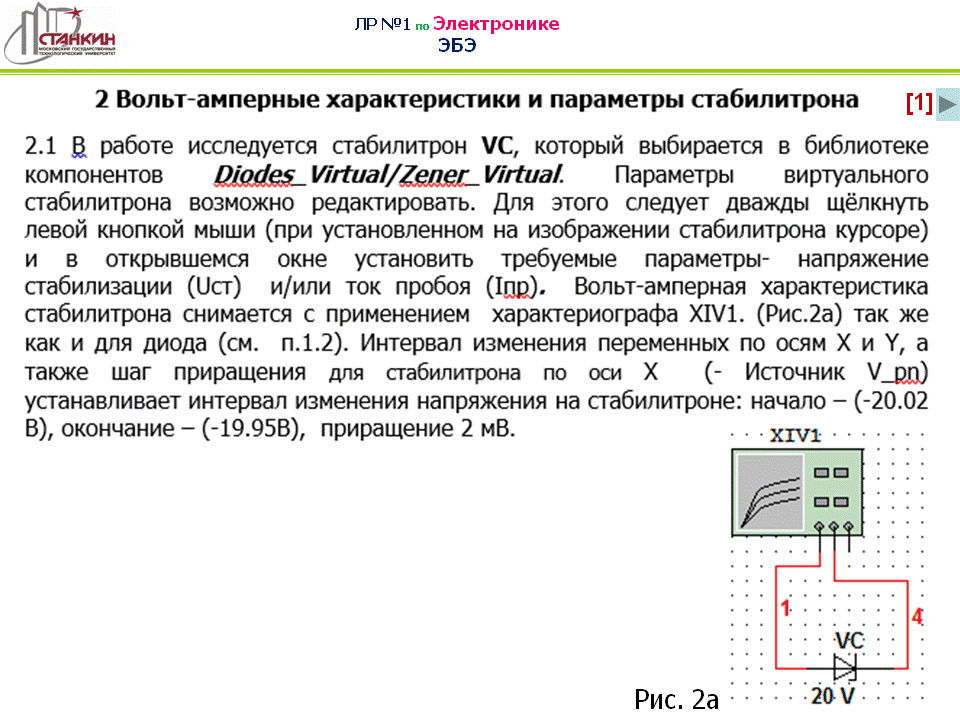 СТАНКИН
МОСКОВСКИЙ ГОСУДАРСТВЕННЫЙ
ТЕХНОЛОГИЧЕСКИЙ УНИВЕРСИТЕТ
ЛР №1 по Электронике
ЭБЭ
2 Вольт-амперные характеристики и параметры стабилитрона
[1]
2.1 В работе исследуется стабилитрон VC, который выбирается в библиотеке
компонентов Diodes_Virtual/Zener_Virtual. Параметры виртуального
стабилитрона возможно редактировать. Для этого следует дважды щёлкнуть
левой кнопкой мыши (при установленном на изображении стабилитрона курсоре)
и в открывшемся окне установить требуемые параметры- напряжение
стабилизации (Uст) и/или ток пробоя (Iпр). Вольт-амперная характеристика
стабилитрона снимается с применением характериографа XIV1. (Рис.2а) так же
как и для диода (см. п.1.2). Интервал изменения переменных по осям X и Y, а
также шаг приращения для стабилитрона по оси X (- Источник V_pn)
устанавливает интервал изменения напряжения на стабилитроне: начало – (-20.02
В), окончание – (-19.95В), приращение 2 мВ.
XIV1
1
4
VC
20 V
Рис. 2а